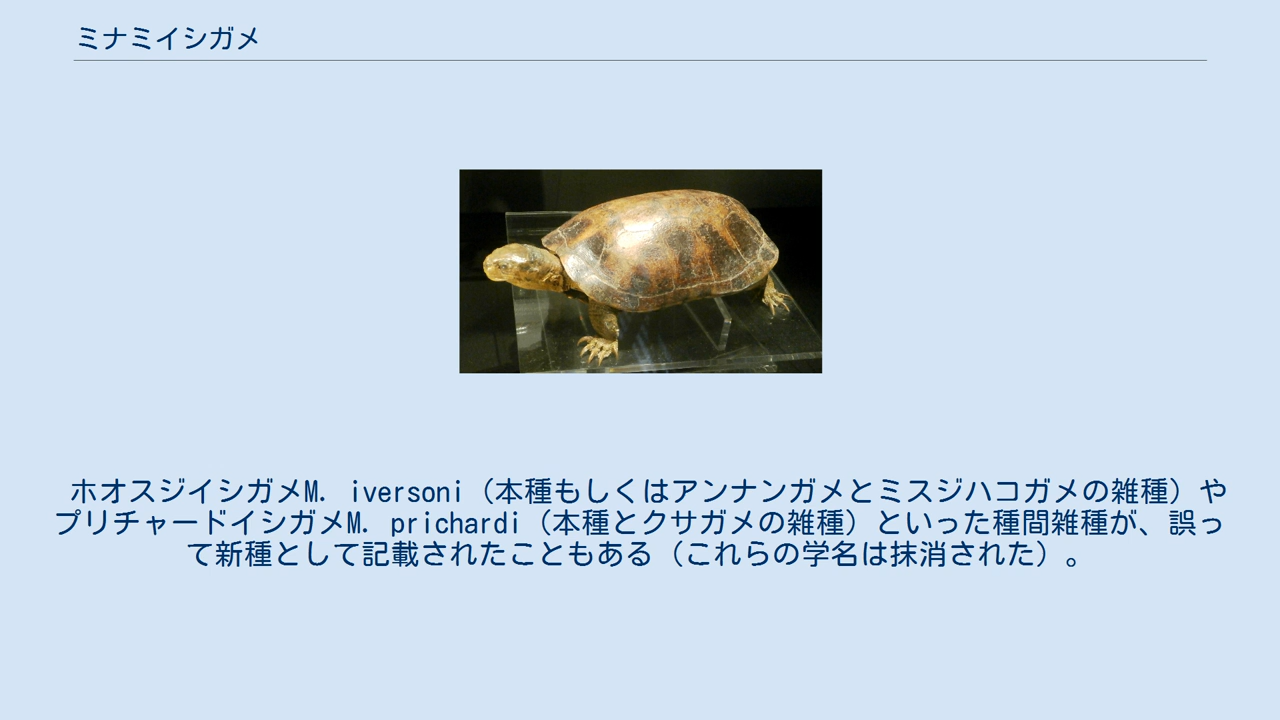 ミナミイシガメ
ホオスジイシガメM. iversoni（本種もしくはアンナンガメとミスジハコガメの雑種）や
プリチャードイシガメM. prichardi（本種とクサガメの雑種）といった種間雑種が、誤っ
て新種として記載されたこともある（これらの学名は抹消された）。